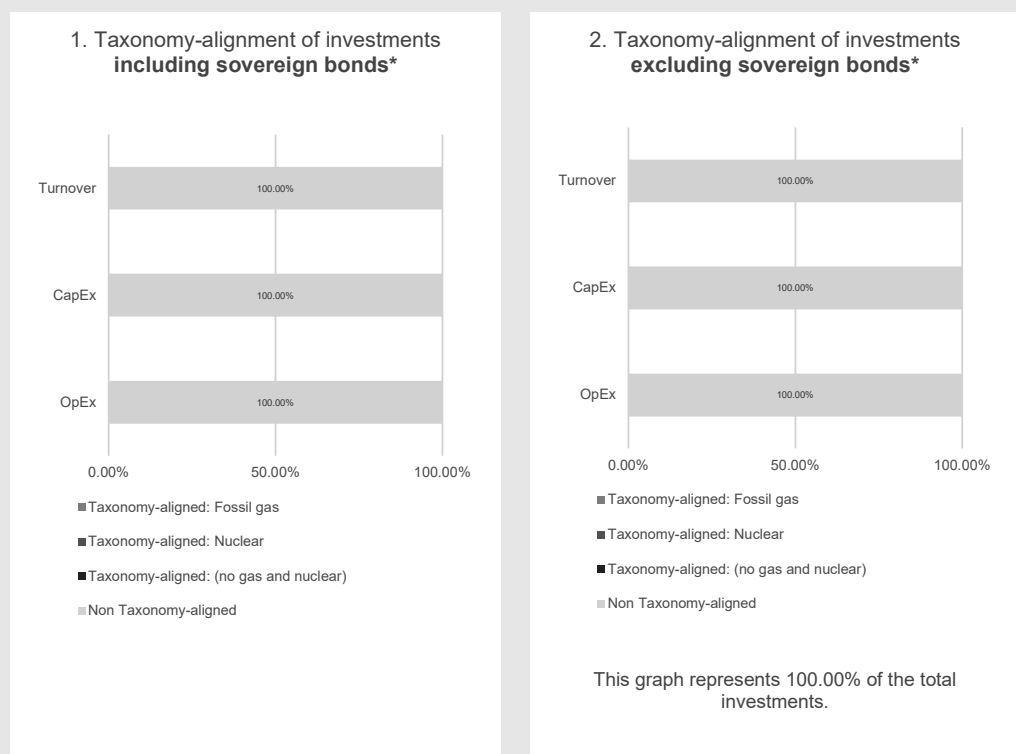 1. Taxonomy-alignment of investments
including sovereign bonds*
Turnover
100.00%
CapEx
100.00%
OpEx
100.00%
0.00%
50.00%
100.00%
Taxonomy-aligned: Fossil gas
Taxonomy-aligned: Nuclear
Taxonomy-aligned: (no gas and nuclear)
Non Taxonomy-aligned
2. Taxonomy-alignment of investments
excluding sovereign bonds*
Turnover
100.00%
CapEx
100.00%
OpEx
100.00%
0.00%
50.00%
100.00%
Taxonomy-aligned: Fossil gas
Taxonomy-aligned: Nuclear
Taxonomy-aligned: (no gas and nuclear)
Non Taxonomy-aligned
This graph represents 100.00% of the total
investments.